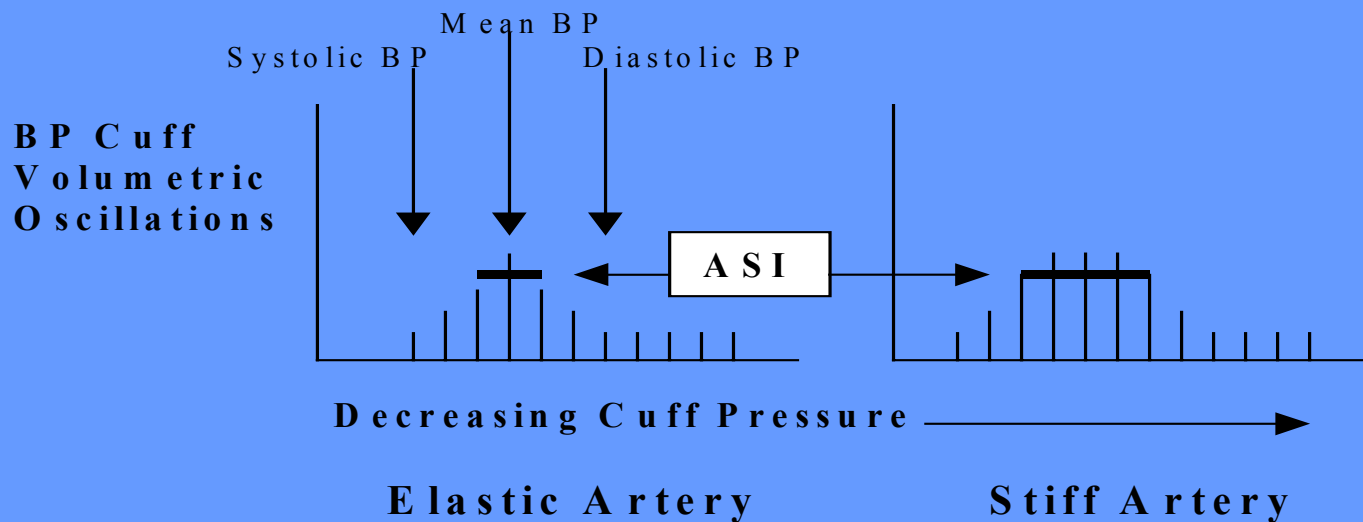 Mean BP
Systolic BP
Diastolic BP
BP Cuff
Volumetric
Oscillations
ASI
Decreasing Cuff Pressure
Elastic Artery
Stiff Artery